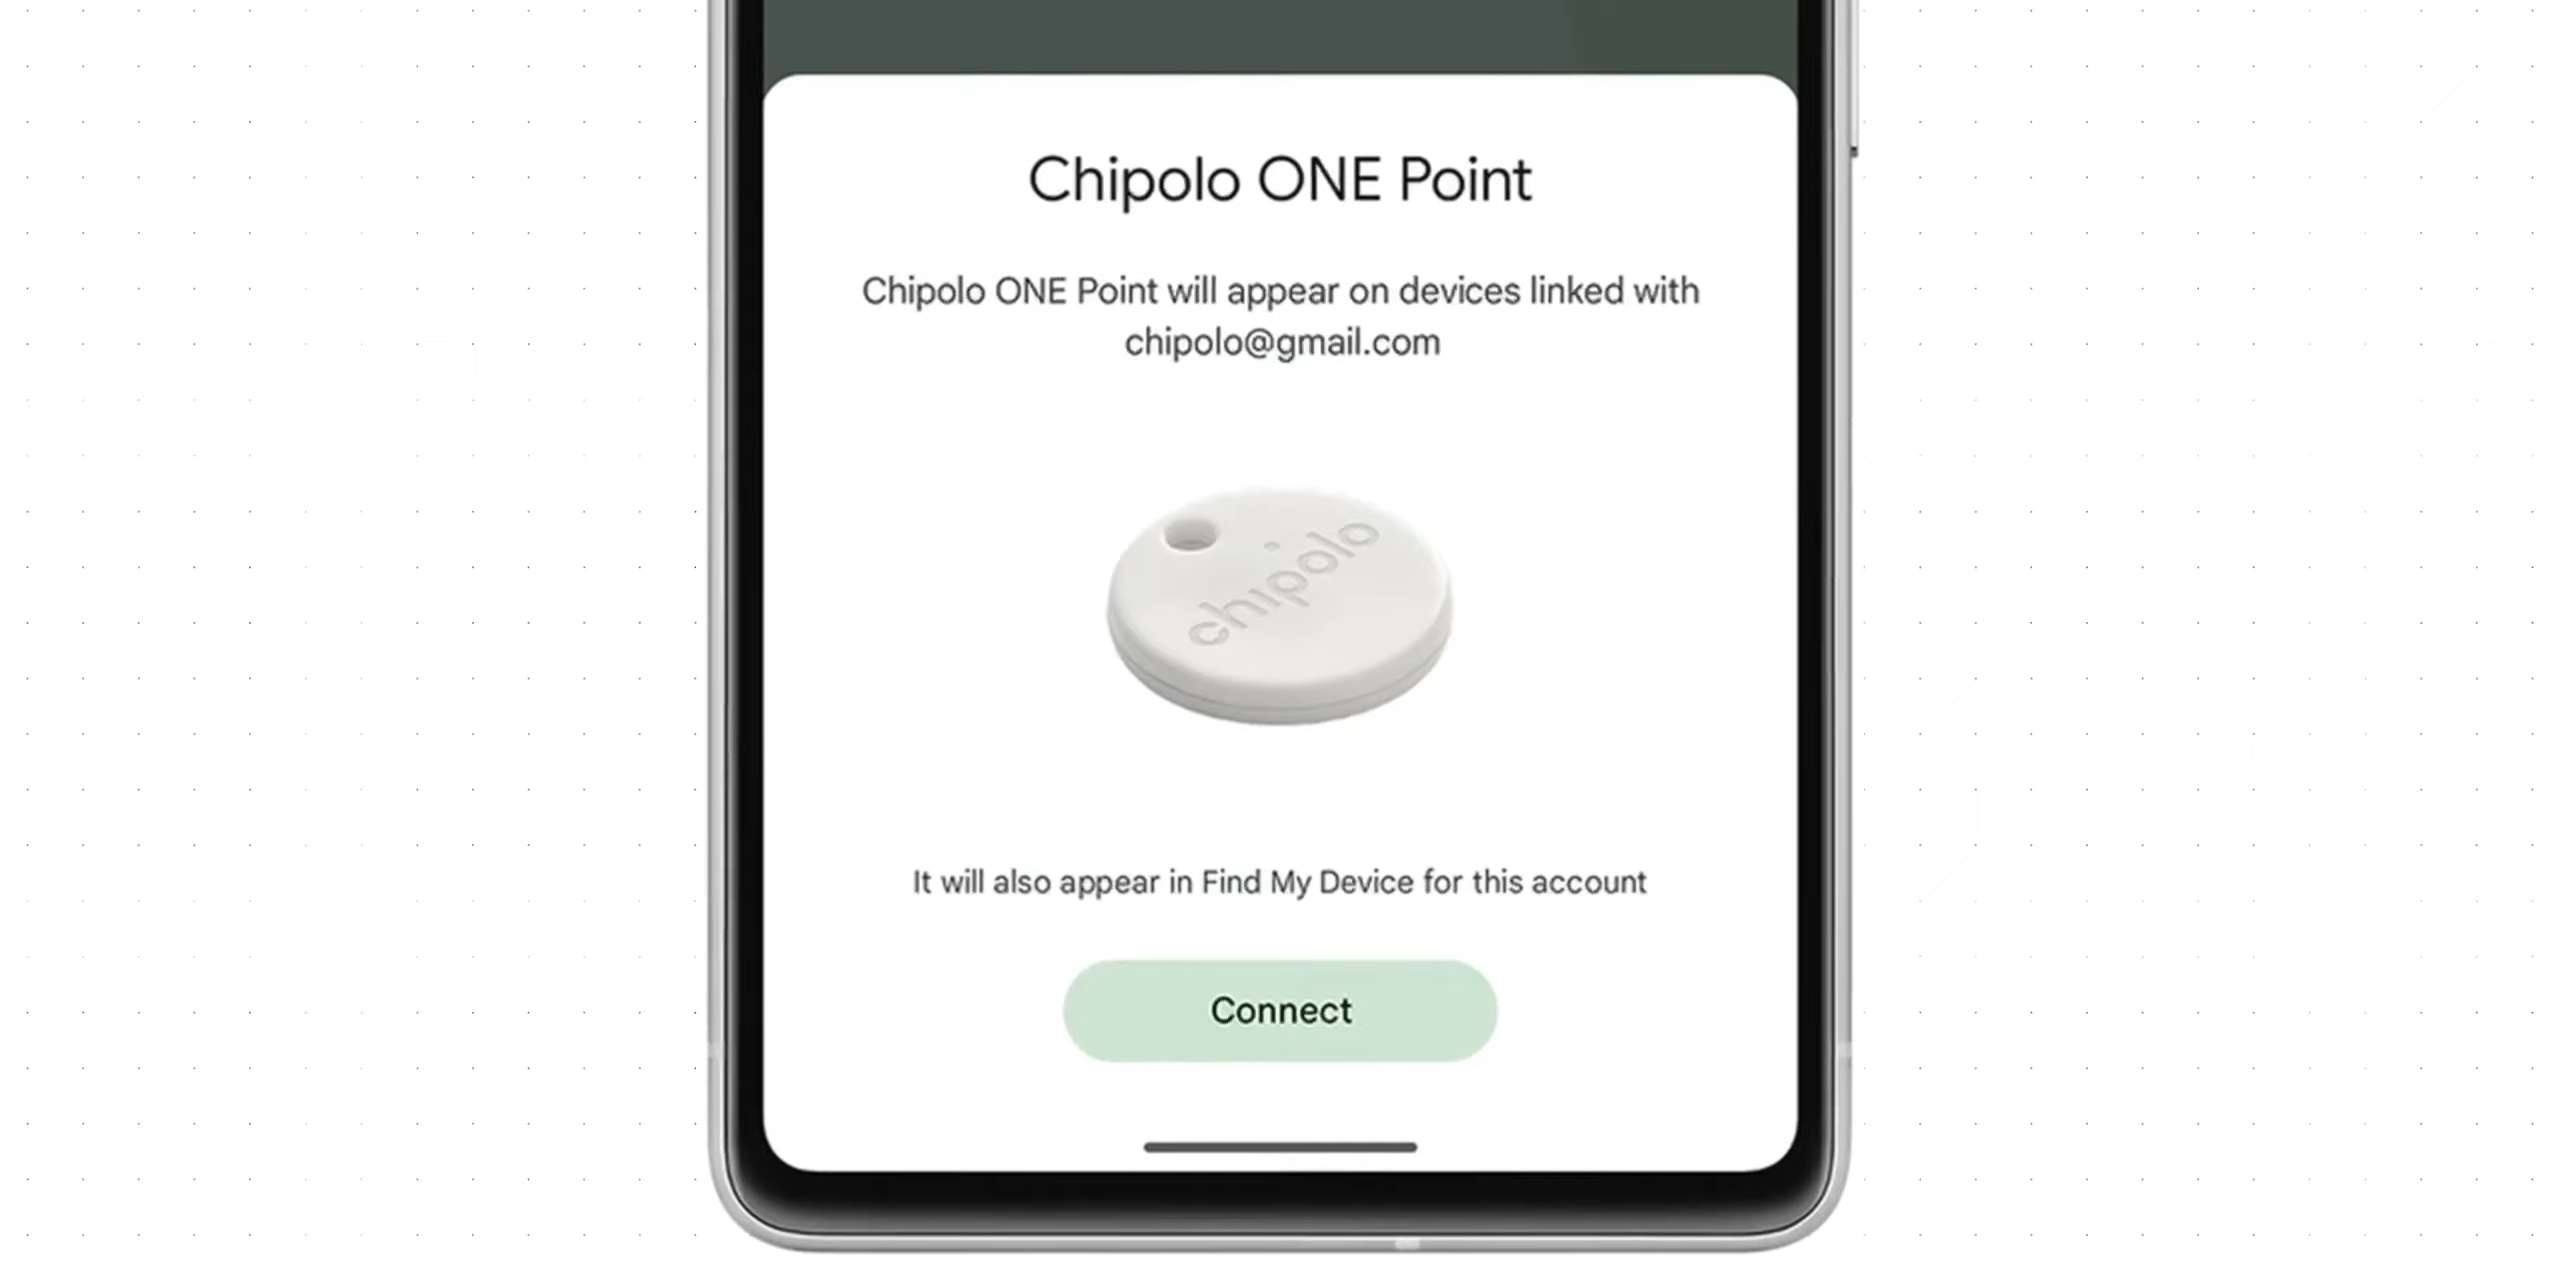 Chipolo ONE Point
Chipolo ONE Point will appear on devices linked with
chipolo@gmail.com
chipolo
It will also appear in Find My Device for this account
Connect